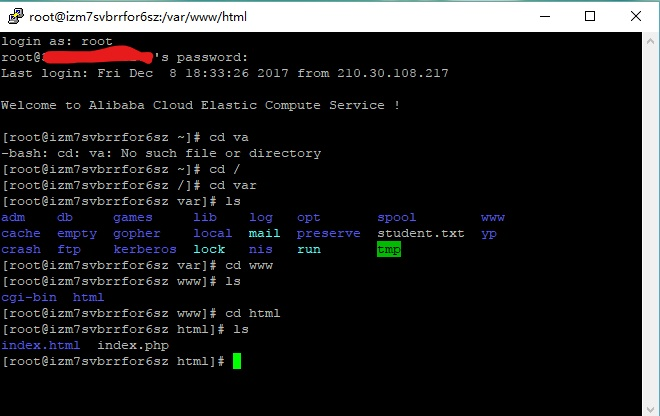 root@izm7svbrrfor6sz:/var/www/html
login as: root
root@ 's password:
Last login: Fri Dec  8 18:33:26 2017 from 210.30.108.217
Welcome to Alibaba Cloud Elastic Compute Service !
[root@izm7svbrrfor6sz ~]# cd va
-bash: cd: va: No such file or directory
[root@izm7svbrrfor6sz ~]# cd /
[root@izm7svbrrfor6sz /]# cd var
[root@izm7svbrrfor6sz var]# ls
adm    db     games     lib    log   opt       spool        www
cache  empty  gopher    local  mail  preserve  student.txt  yp
crash  ftp    kerberos  lock   nis   run       tmp
[root@izm7svbrrfor6sz var]# cd www
[root@izm7svbrrfor6sz www]# ls
cgi-bin  html
[root@izm7svbrrfor6sz www]# cd html
[root@izm7svbrrfor6sz html]# ls
index.html  index.php
[root@izm7svbrrfor6sz html]#